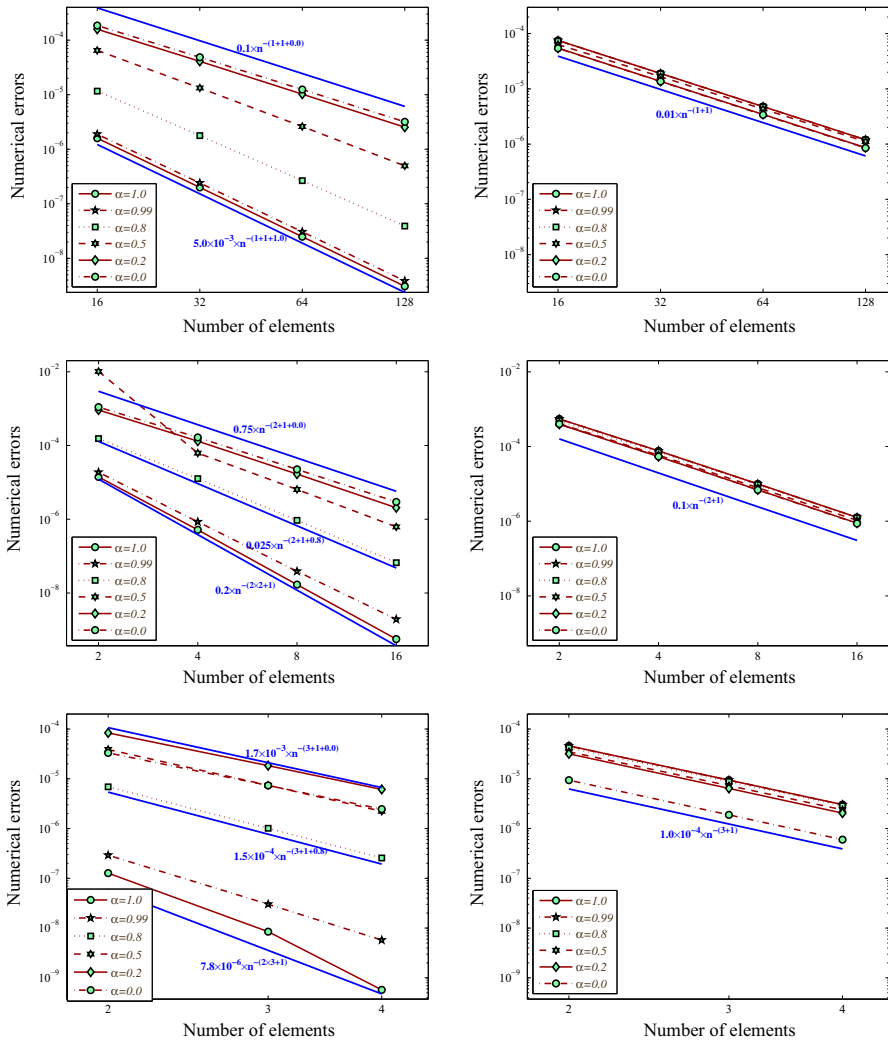 10^-4
10^-5
10^-6
10^-7
10^-8
Numerical errors
0.1×n^-(1+1+0.0)
5.0×10^-3×n^-(1+1+1.0)
α=1.0
α=0.99
α=0.8
α=0.5
α=0.2
α=0.0
16 32 64 128
Number of elements
10^-4
10^-5
10^-6
10^-7
10^-8
Numerical errors
0.01×n^-(1+1)
α=1.0
α=0.99
α=0.8
α=0.5
α=0.2
α=0.0
16 32 64 128
Number of elements
10^-2
10^-4
10^-6
10^-8
Numerical errors
0.75×n^-(2+1+0.0)
0.025×n^-(2+1+0.8)
0.2×n^-(2×2+1)
α=1.0
α=0.99
α=0.8
α=0.5
α=0.2
α=0.0
2 4 8 16
Number of elements
10^-2
10^-4
10^-6
10^-8
Numerical errors
0.1×n^-(2+1)
α=1.0
α=0.99
α=0.8
α=0.5
α=0.2
α=0.0
2 4 8 16
Number of elements
10^-4
10^-5
10^-6
10^-7
10^-8
10^-9
Numerical errors
1.7×10^-3×n^-(3+1+0.0)
1.5×10^-4×n^-(3+1+0.8)
7.8×10^-6×n^-(2×3+1)
α=1.0
α=0.99
α=0.8
α=0.5
α=0.2
α=0.0
2 3 4
Number of elements
10^-4
10^-5
10^-6
10^-7
10^-8
10^-9
Numerical errors
1.0×10^-4×n^-(3+1)
α=1.0
α=0.99
α=0.8
α=0.5
α=0.2
α=0.0
2 3 4
Number of elements